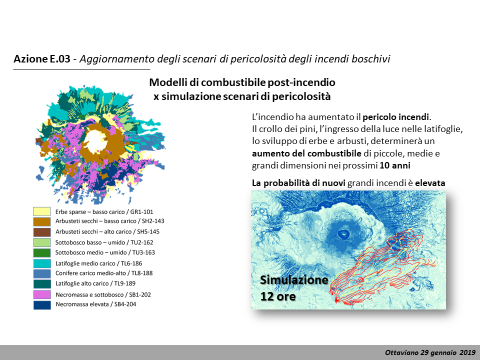 Azione E.03 - Aggiornamento degli scenari di pericolosità degli incendi boschivi
Modelli di combustibile post-incendio
x simulazione scenari di pericolosità
L'incendio ha aumentato il pericolo incendi.
Il crollo dei pini, l'ingresso della luce nelle latifoglie,
lo sviluppo di erbe e arbusti, determinerà un
aumento del combustibile di piccole, medie e
grandi dimensioni nei prossimi 10 anni
La probabilità di nuovi grandi incendi è elevata
Erbe sparse – basso carico / GR1-101
Arbusteti secchi – basso carico / SH2-143
Arbusteti secchi – alto carico / SH5-145
Sottobosco basso – umido / TU2-162
Sottobosco medio – umido / TU3-163
Latifoglie medio carico / TL6-186
Conifere carico medio-alto / TL8-188
Latifoglie alto carico / TL9-189
Necromassa e sottobosco / SB1-202
Necromassa elevata / SB4-204
Simulazione
12 ore
Ottaviano 29 gennaio 2019